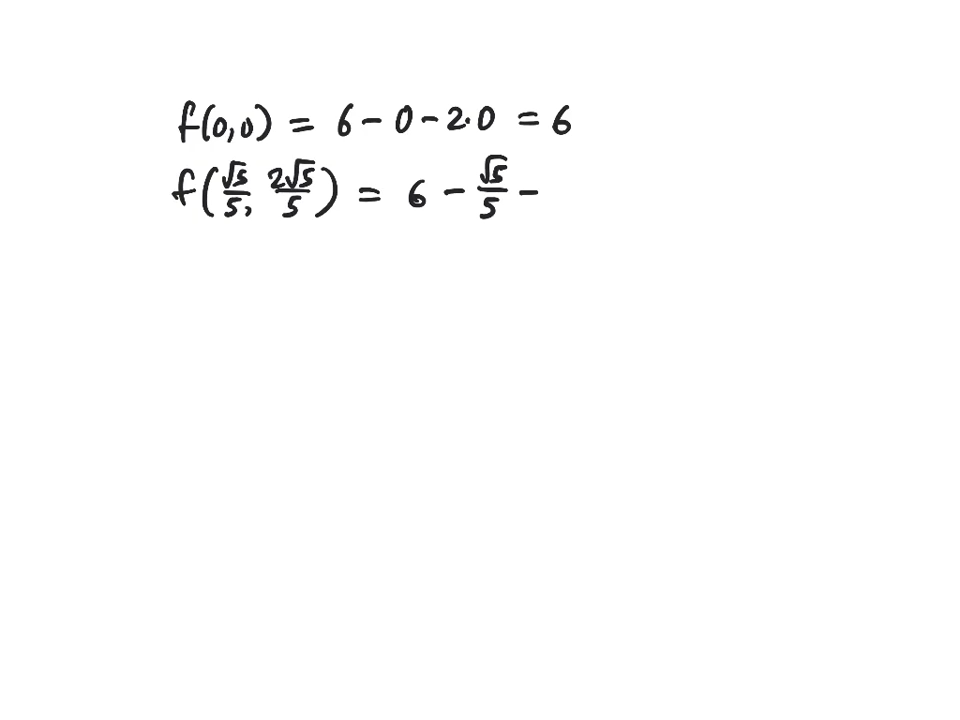 f(0,0) = 6 - 0 - 2·0 = 6
f(√5/5, 2√5/5) = 6 - √5/5 -